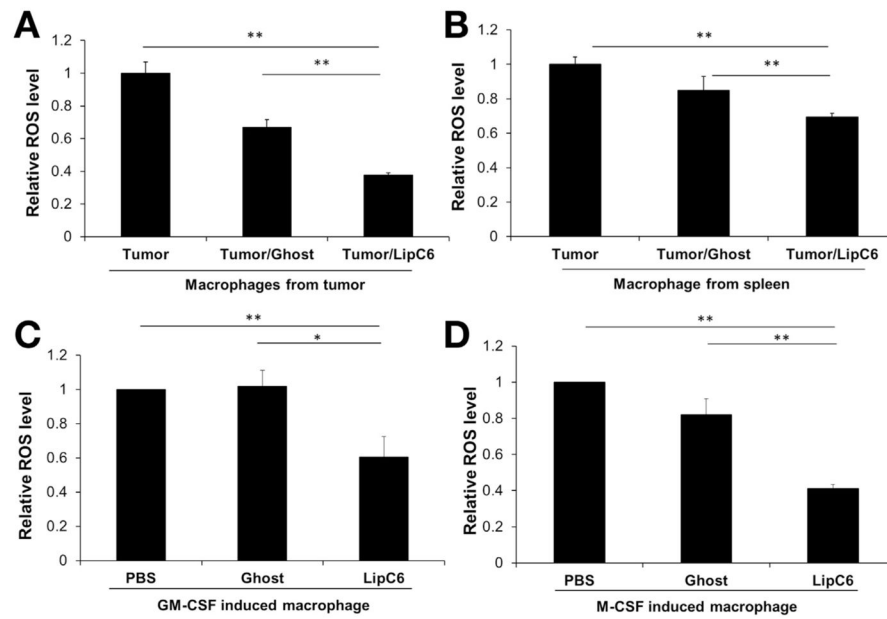 A
Relative ROS level
1.2
1
0.8
0.6
0.4
0.2
0
**
**
Tumor Tumor/Ghost Tumor/LipC6
Macrophages from tumor
B
Relative ROS level
1.2
1
0.8
0.6
0.4
0.2
0
**
**
Tumor Tumor/Ghost Tumor/LipC6
Macrophage from spleen
C
Relative ROS level
1.2
1
0.8
0.6
0.4
0.2
0
**
*
PBS Ghost LipC6
GM-CSF induced macrophage
D
Relative ROS level
1.2
1
0.8
0.6
0.4
0.2
0
**
**
PBS Ghost LipC6
M-CSF induced macrophage